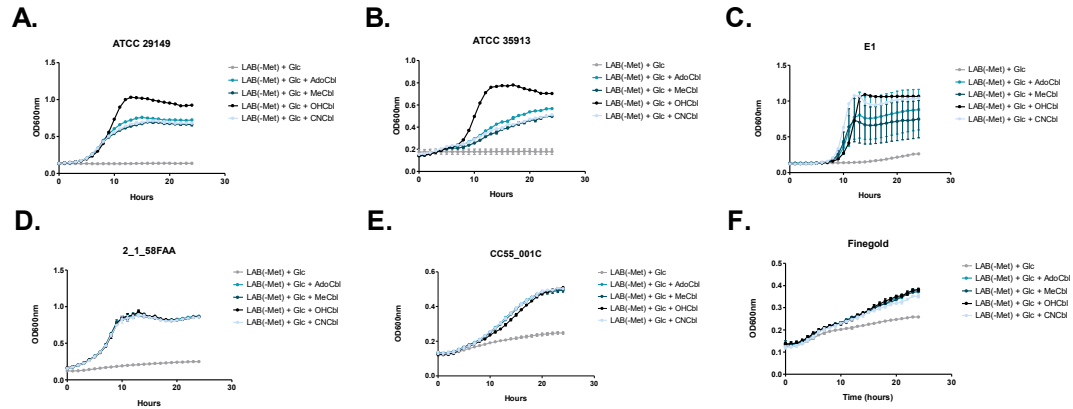 A.
ATCC 29149
OD600nm
1.5
1.0
0.5
0.0
0
10
20
30
Hours
LAB(-Met) + Glc
LAB(-Met) + Glc + AdoCbl
LAB(-Met) + Glc + MeCbl
LAB(-Met) + Glc + OHCbl
LAB(-Met) + Glc + CNCbl
B.
ATCC 35913
OD600nm
1.0
0.8
0.6
0.4
0.2
0.0
0
10
20
30
Hours
LAB(-Met) + Glc
LAB(-Met) + Glc + AdoCbl
LAB(-Met) + Glc + MeCbl
LAB(-Met) + Glc + OHCbl
LAB(-Met) + Glc + CNCbl
C.
E1
OD600nm
1.5
1.0
0.5
0.0
0
10
20
30
Hours
LAB(-Met) + Glc
LAB(-Met) + Glc + AdoCbl
LAB(-Met) + Glc + MeCbl
LAB(-Met) + Glc + OHCbl
LAB(-Met) + Glc + CNCbl
D.
2_1_58FAA
OD600nm
1.5
1.0
0.5
0.0
0
10
20
30
Hours
LAB(-Met) + Glc
LAB(-Met) + Glc + AdoCbl
LAB(-Met) + Glc + MeCbl
LAB(-Met) + Glc + OHCbl
LAB(-Met) + Glc + CNCbl
E.
CC55_001C
OD600nm
0.6
0.4
0.2
0.0
0
10
20
30
Hours
LAB(-Met) + Glc
LAB(-Met) + Glc + AdoCbl
LAB(-Met) + Glc + MeCbl
LAB(-Met) + Glc + OHCbl
LAB(-Met) + Glc + CNCbl
F.
Finegold
OD600nm
0.5
0.4
0.3
0.2
0.1
0.0
0
10
20
30
Time (hours)
LAB(-Met) + Glc
LAB(-Met) + Glc + AdoCbl
LAB(-Met) + Glc + MeCbl
LAB(-Met) + Glc + OHCbl
LAB(-Met) + Glc + CNCbl